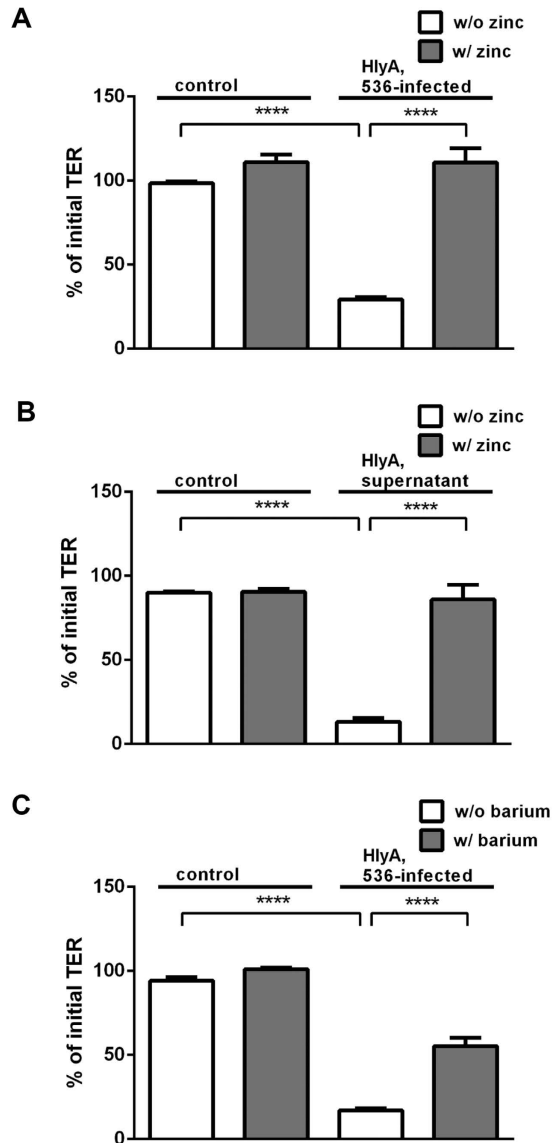 A
w/o zinc
w/ zinc
control
HlyA,
536-infected
****
****
% of initial TER
150
100
50
0
B
w/o zinc
w/ zinc
control
HlyA,
supernatant
****
****
% of initial TER
150
100
50
0
C
w/o barium
w/ barium
control
HlyA,
536-infected
****
****
% of initial TER
150
100
50
0